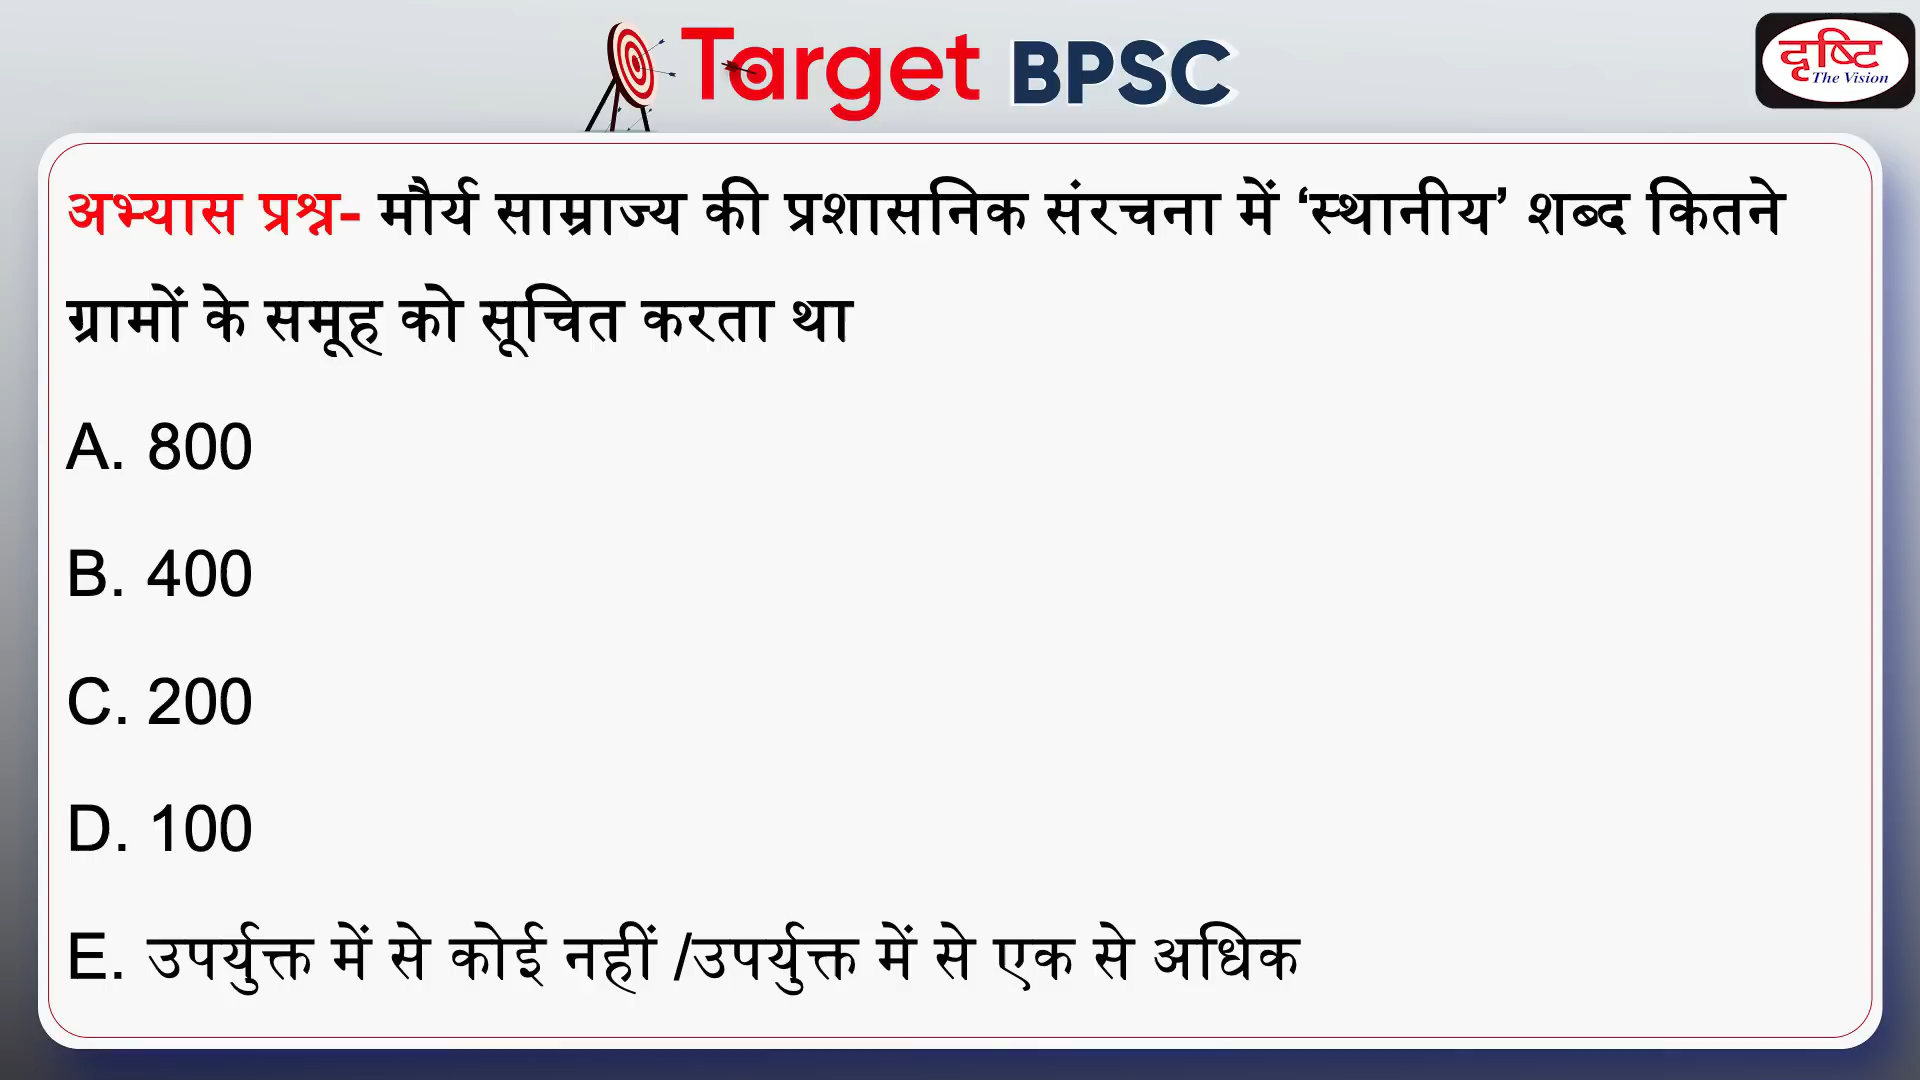 Target BPSC
दृष्टि
The Vision
अभ्यास प्रश्न- मौर्य साम्राज्य की प्रशासनिक संरचना में ‘स्थानीय’ शब्द कितने
ग्रामों के समूह को सूचित करता था
A. 800
B. 400
C. 200
D. 100
E. उपर्युक्त में से कोई नहीं /उपर्युक्त में से एक से अधिक